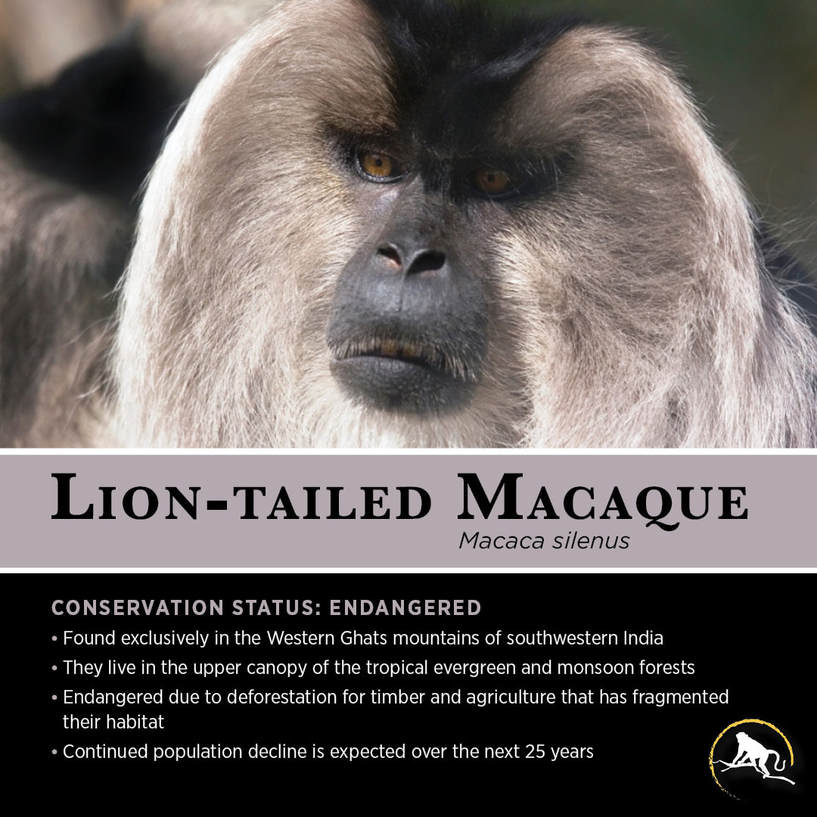 Lion-tailed Macaque
Macaca silenus
CONSERVATION STATUS: ENDANGERED
• Found exclusively in the Western Ghats mountains of southwestern India
• They live in the upper canopy of the tropical evergreen and monsoon forests
• Endangered due to deforestation for timber and agriculture that has fragmented
their habitat
• Continued population decline is expected over the next 25 years